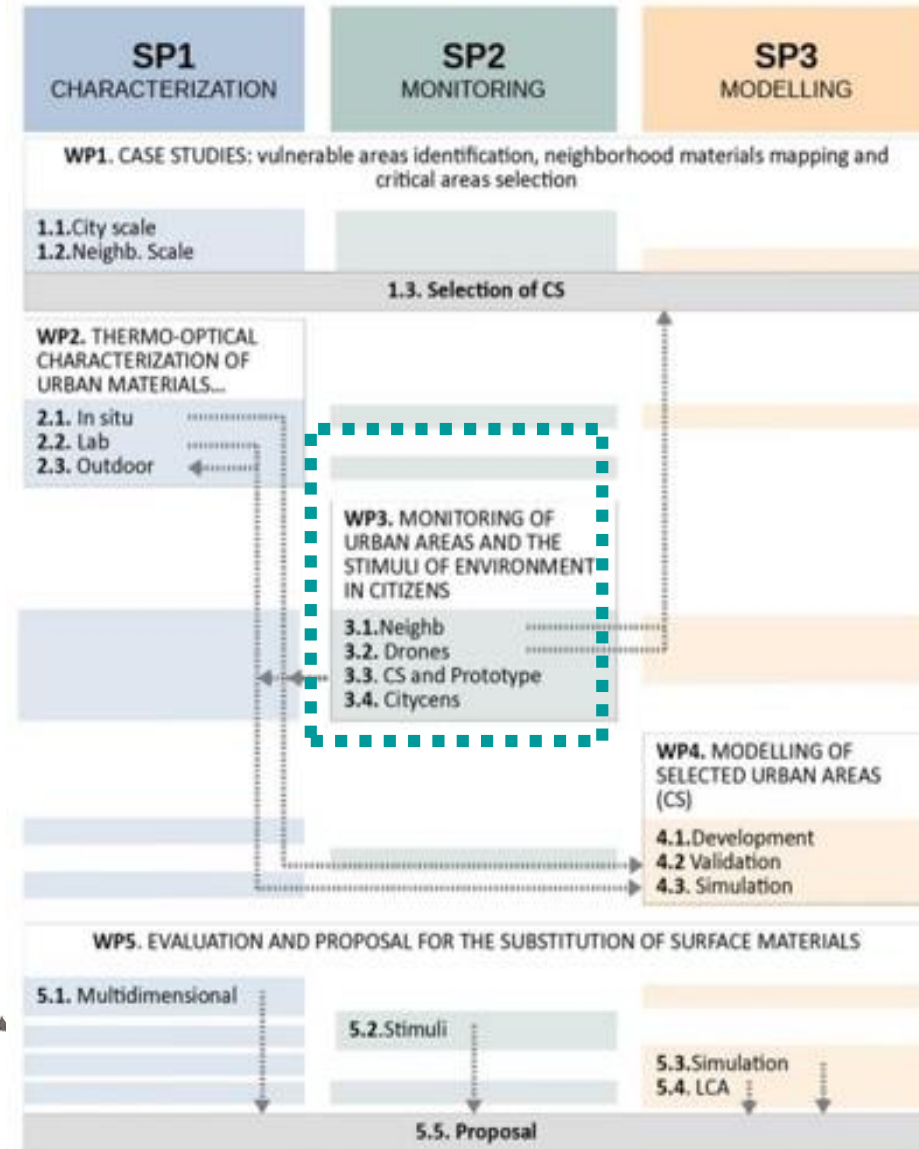 SP1
CHARACTERIZATION
SP2
MONITORING
SP3
MODELLING
WP1. CASE STUDIES: vulnerable areas identification, neighborhood materials mapping and
critical areas selection
1.1.City scale
1.2.Neighb. Scale
1.3. Selection of CS
WP2. THERMO-OPTICAL
CHARACTERIZATION OF
URBAN MATERIALS...
2.1. In situ
2.2. Lab
2.3. Outdoor
WP3. MONITORING OF
URBAN AREAS AND THE
STIMULI OF ENVIRONMENT
IN CITIZENS
3.1.Neighb
3.2. Drones
3.3. CS and Prototype
3.4. Citycens
WP4. MODELLING OF
SELECTED URBAN AREAS
(CS)
4.1.Development
4.2 Validation
4.3. Simulation
WP5. EVALUATION AND PROPOSAL FOR THE SUBSTITUTION OF SURFACE MATERIALS
5.1. Multidimensional
5.2.Stimuli
5.3.Simulation
5.4. LCA
5.5. Proposal